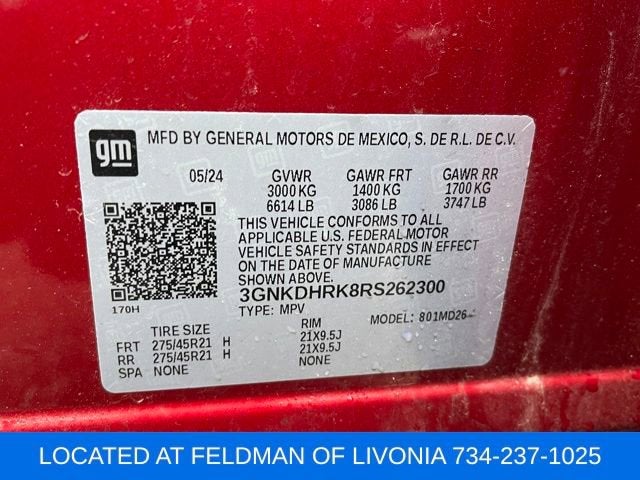 gm
MFD BY GENERAL MOTORS DE MEXICO, S. DE R.L. DE C.V.
05/24 GVWR GAWR FRT GAWR RR
3000 KG 1400 KG 1700 KG
6614 LB 3086 LB 3747 LB
THIS VEHICLE CONFORMS TO ALL
APPLICABLE U.S. FEDERAL MOTOR
VEHICLE SAFETY STANDARDS IN EFFECT
ON THE DATE OF MANUFACTURE
SHOWN ABOVE.
3GNKDHRK8RS262300
170H TYPE: MPV MODEL: 801MD26
TIRE SIZE RIM
FRT 275/45R21 H 21X9.5J
RR 275/45R21 H 21X9.5J
SPA NONE NONE
LOCATED AT FELDMAN OF LIVONIA 734-237-1025